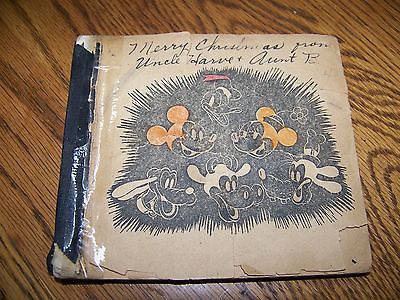 Merry Christmas from
Uncle Harve + Aunt B